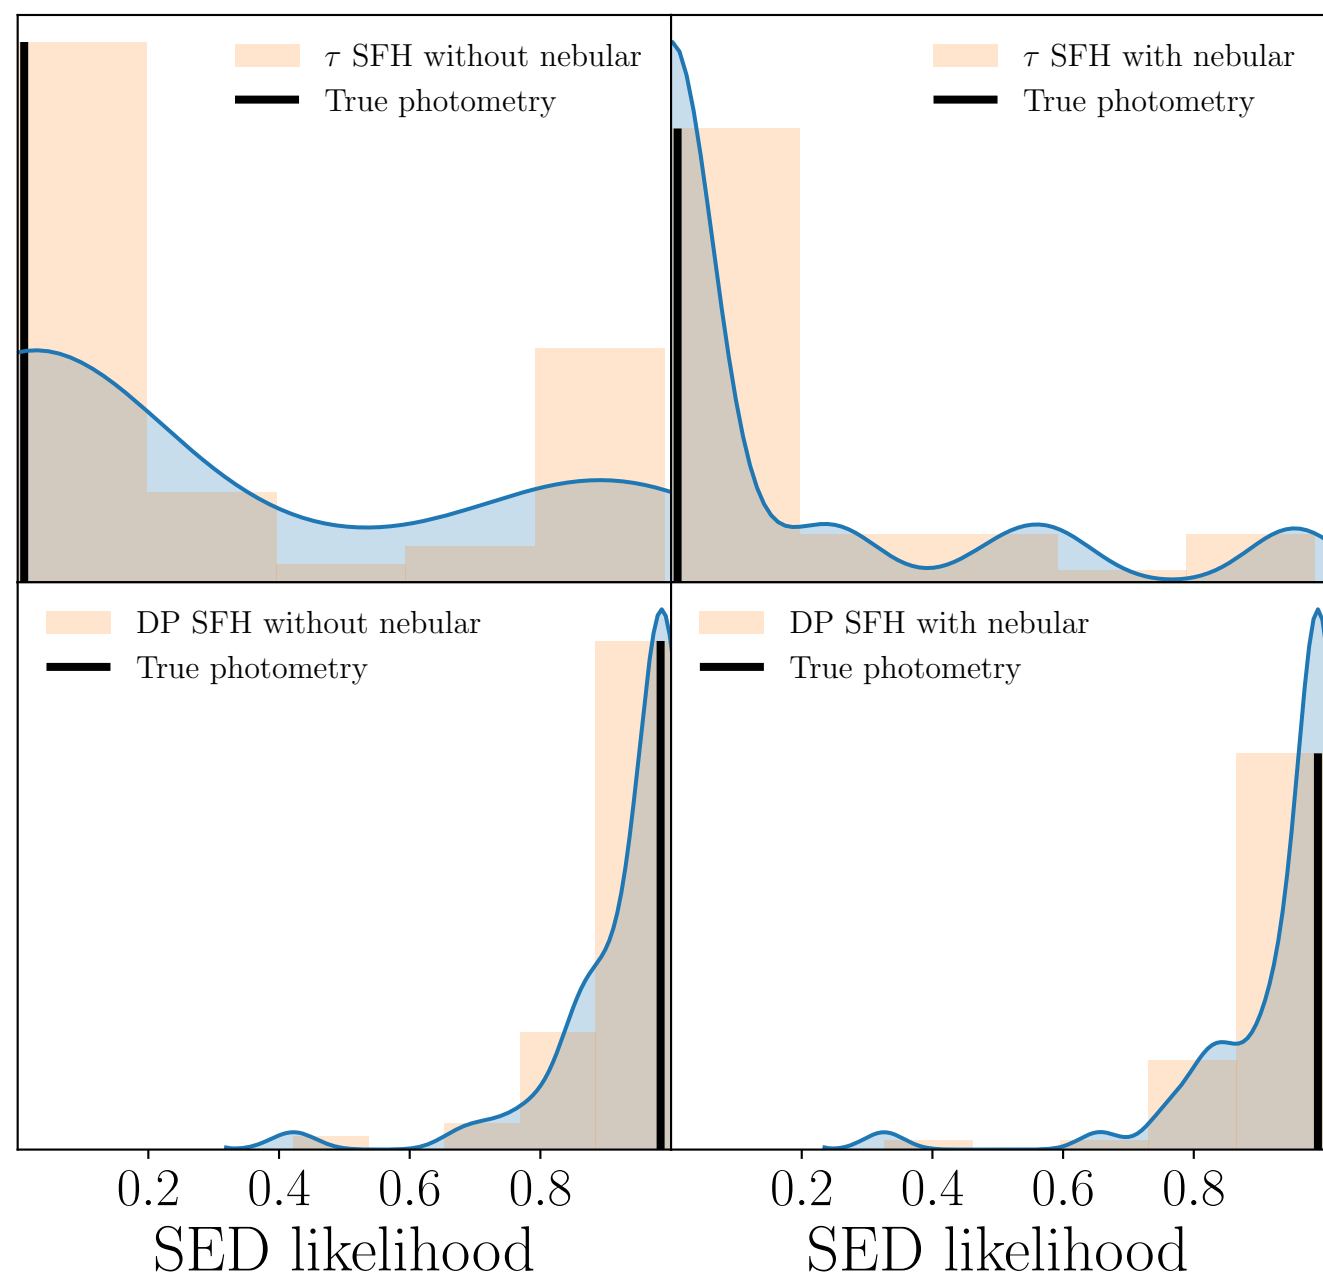 τ SFH without nebular
True photometry
τ SFH with nebular
True photometry
DP SFH without nebular
True photometry
DP SFH with nebular
True photometry
0.2 0.4 0.6 0.8
0.2 0.4 0.6 0.8
SED likelihood
SED likelihood